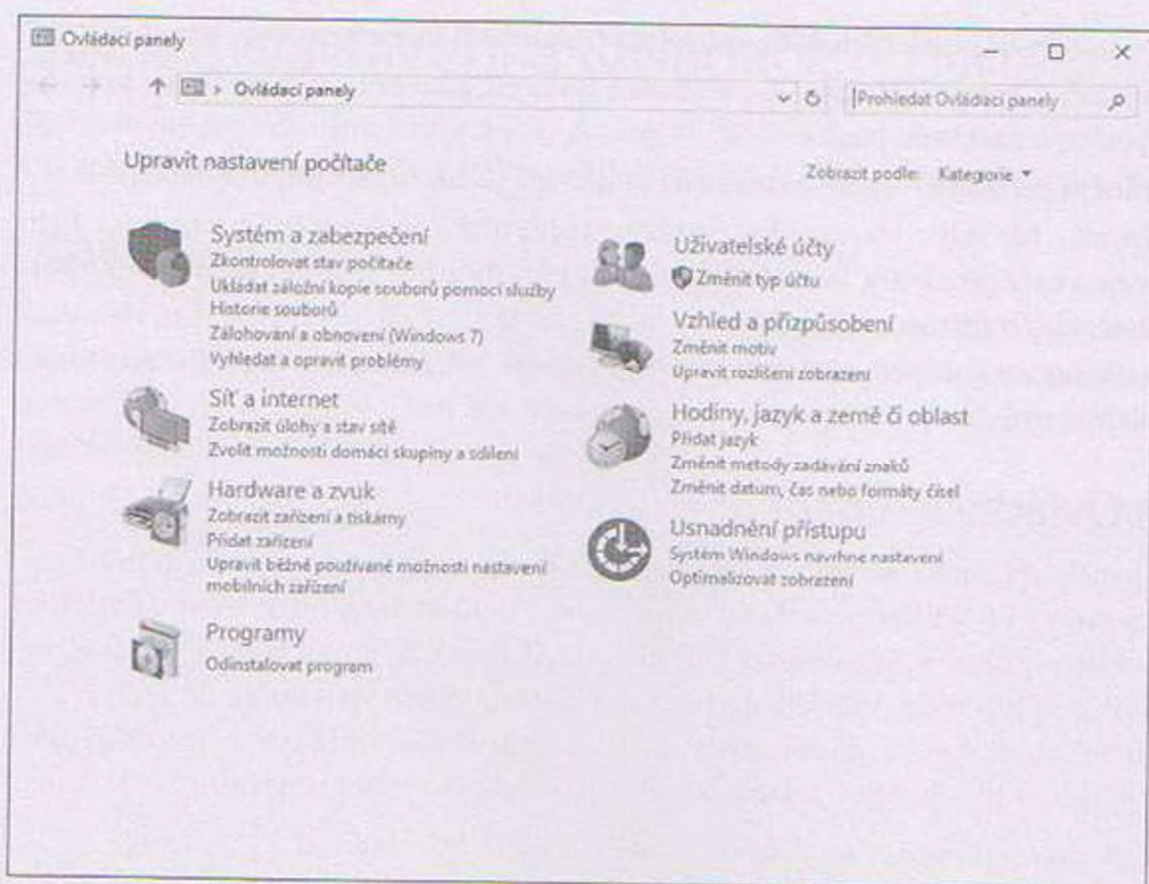 Ovládací panely
Ovládací panely
Prohledat Ovládací panely
Upravit nastavení počítače
Zobrazit podle: Kategorie
Systém a zabezpečení
Zkontrolovat stav počítače
Ukládat záložní kopie souborů pomocí služby
Historie souborů
Zálohování a obnovení (Windows 7)
Vyhledat a opravit problémy
Síť a internet
Zobrazit úlohy a stav sítě
Zvolit možnosti domácí skupiny a sdílení
Hardware a zvuk
Zobrazit zařízení a tiskárny
Přidat zařízení
Upravit běžně používané možnosti nastavení
mobilních zařízení
Programy
Odinstalovat program
Uživatelské účty
Změnit typ účtu
Vzhled a přizpůsobení
Změnit motiv
Upravit rozlišení zobrazení
Hodiny, jazyk a země či oblast
Přidat jazyk
Změnit metody zadávání znaků
Změnit datum, čas nebo formáty čísel
Usnadnění přístupu
Systém Windows navrhne nastavení
Optimalizovat zobrazení